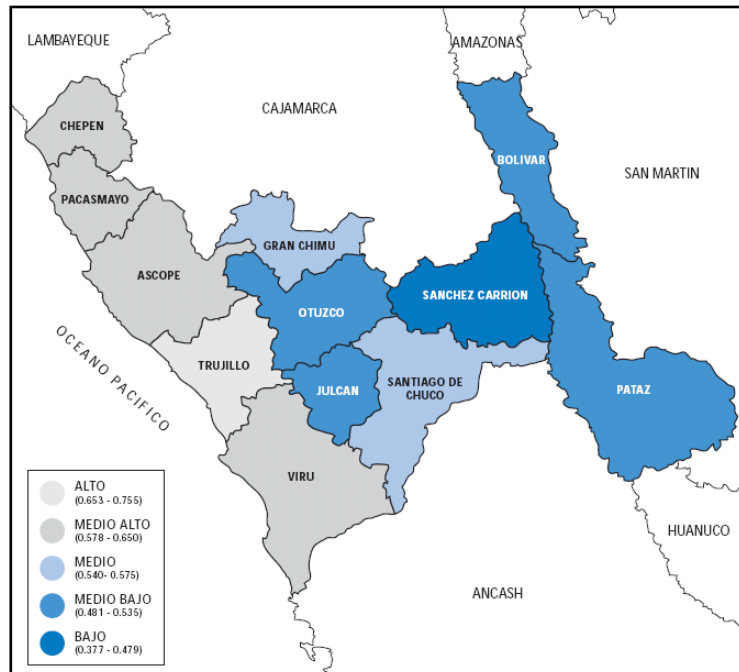 LAMBAYEQUE
AMAZONAS
CAJAMARCA
CHEPEN
BOLIVAR
SAN MARTIN
PACASMAYO
GRAN CHIMU
ASCOPE
SANCHEZ CARRION
OTUZCO
OCEANO PACIFICO
TRUJILLO
JULCAN
SANTIAGO DE
CHUCO
PATAZ
VIRU
ALTO
(0.653 - 0.755)
MEDIO ALTO
(0.578 - 0.650)
MEDIO
(0.540- 0.575)
MEDIO BAJO
(0.481 - 0.535)
BAJO
(0.377 - 0.479)
HUANUCO
ANCASH